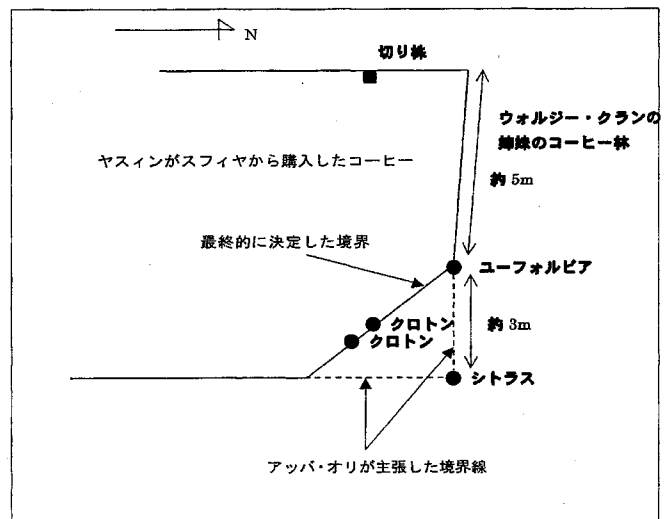 N
切り株
ウォルジー・クランの
姉妹のコーヒー林
約 5m
ヤスィンがスフィヤから購入したコーヒー
最終的に決定した境界
ユーフォルビア
クロトン
クロトン
約 3m
シトラス
アッバ・オリが主張した境界線